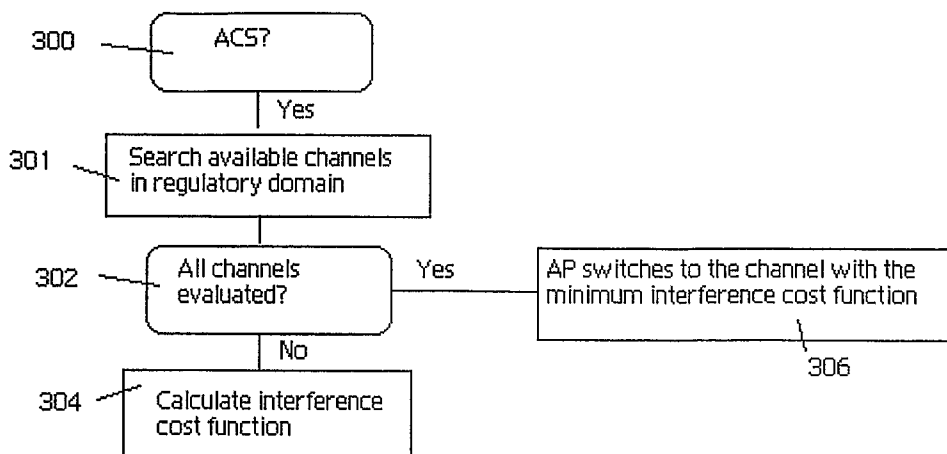 300
ACS?
Yes
301
Search available channels
in regulatory domain
302
All channels
evaluated?
Yes
AP switches to the channel with the
minimum interference cost function
306
No
304
Calculate interference
cost function